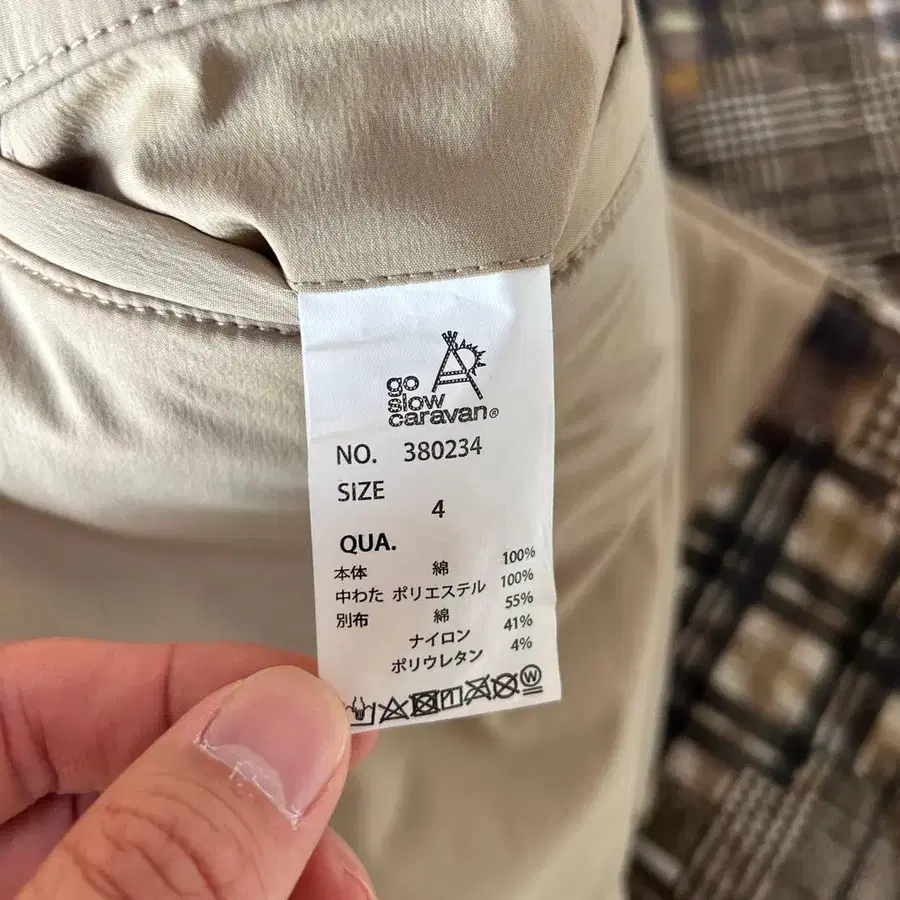 go
slow
caravan®
NO. 380234
SIZE
4
QUA.
本体 綿 100%
中わた ポリエステル 100%
別布 綿 55%
ナイロン 41%
ポリウレタン 4%
W